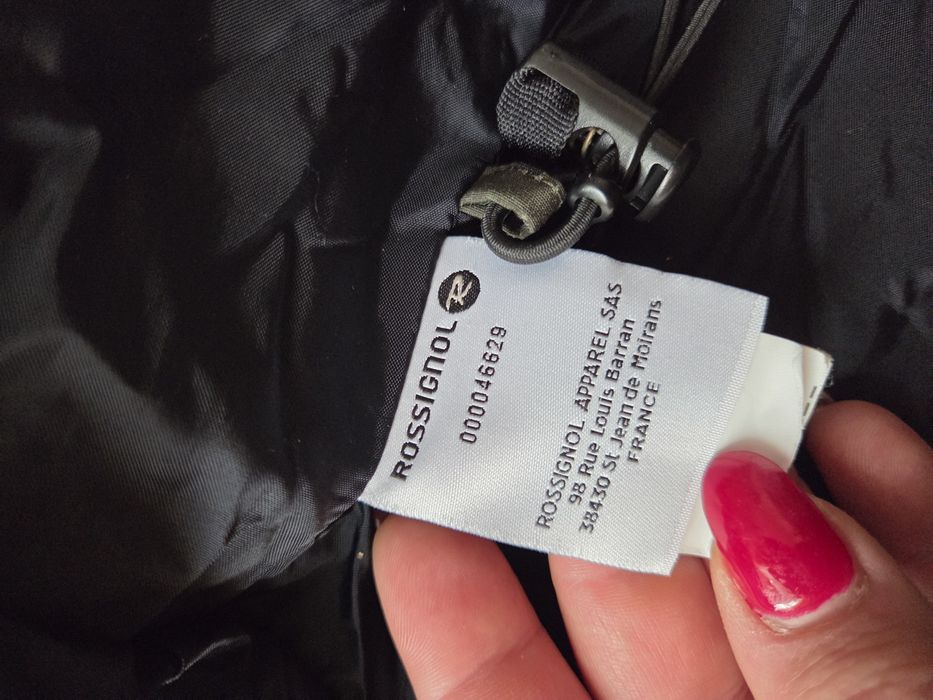 ROSSIGNOL
000046629
ROSSIGNOL APPAREL SAS
98 Rue Louis Barran
38430 St Jean de Moirans
FRANCE